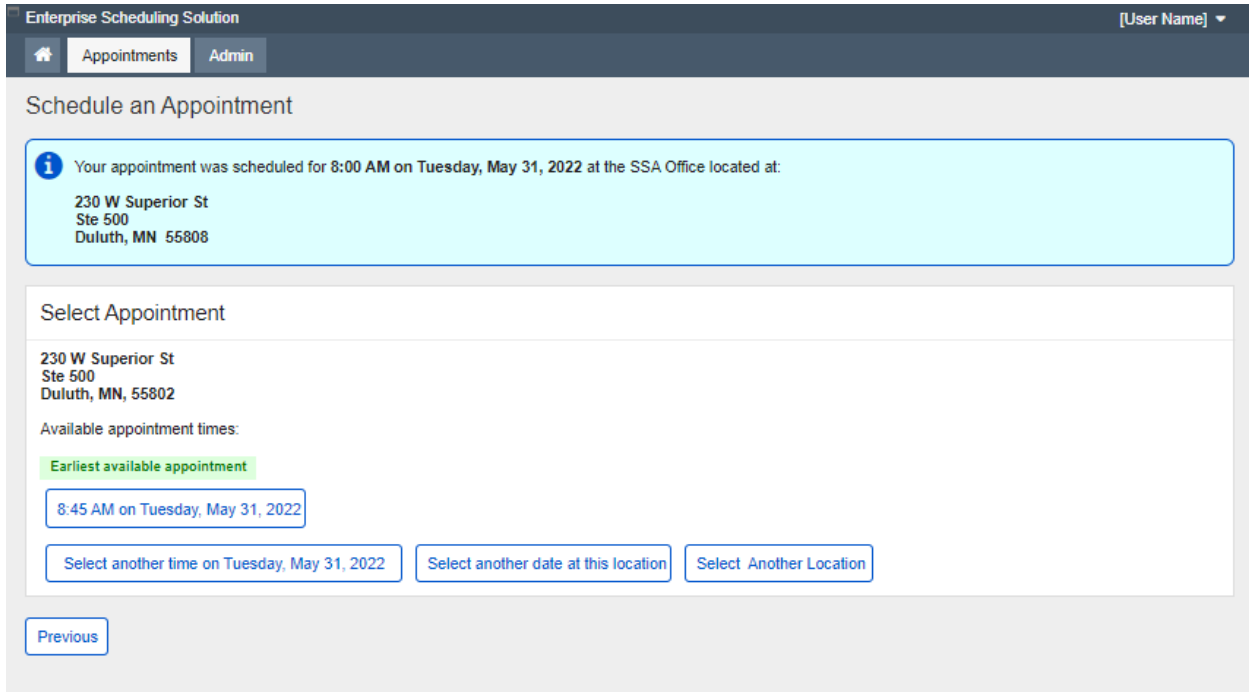 Enterprise Scheduling Solution
[User Name]
Appointments
Admin
Schedule an Appointment
Your appointment was scheduled for 8:00 AM on Tuesday, May 31, 2022 at the SSA Office located at:
230 W Superior St
Ste 500
Duluth, MN  55808
Select Appointment
230 W Superior St
Ste 500
Duluth, MN, 55802
Available appointment times:
Earliest available appointment
8:45 AM on Tuesday, May 31, 2022
Select another time on Tuesday, May 31, 2022
Select another date at this location
Select  Another Location
Previous